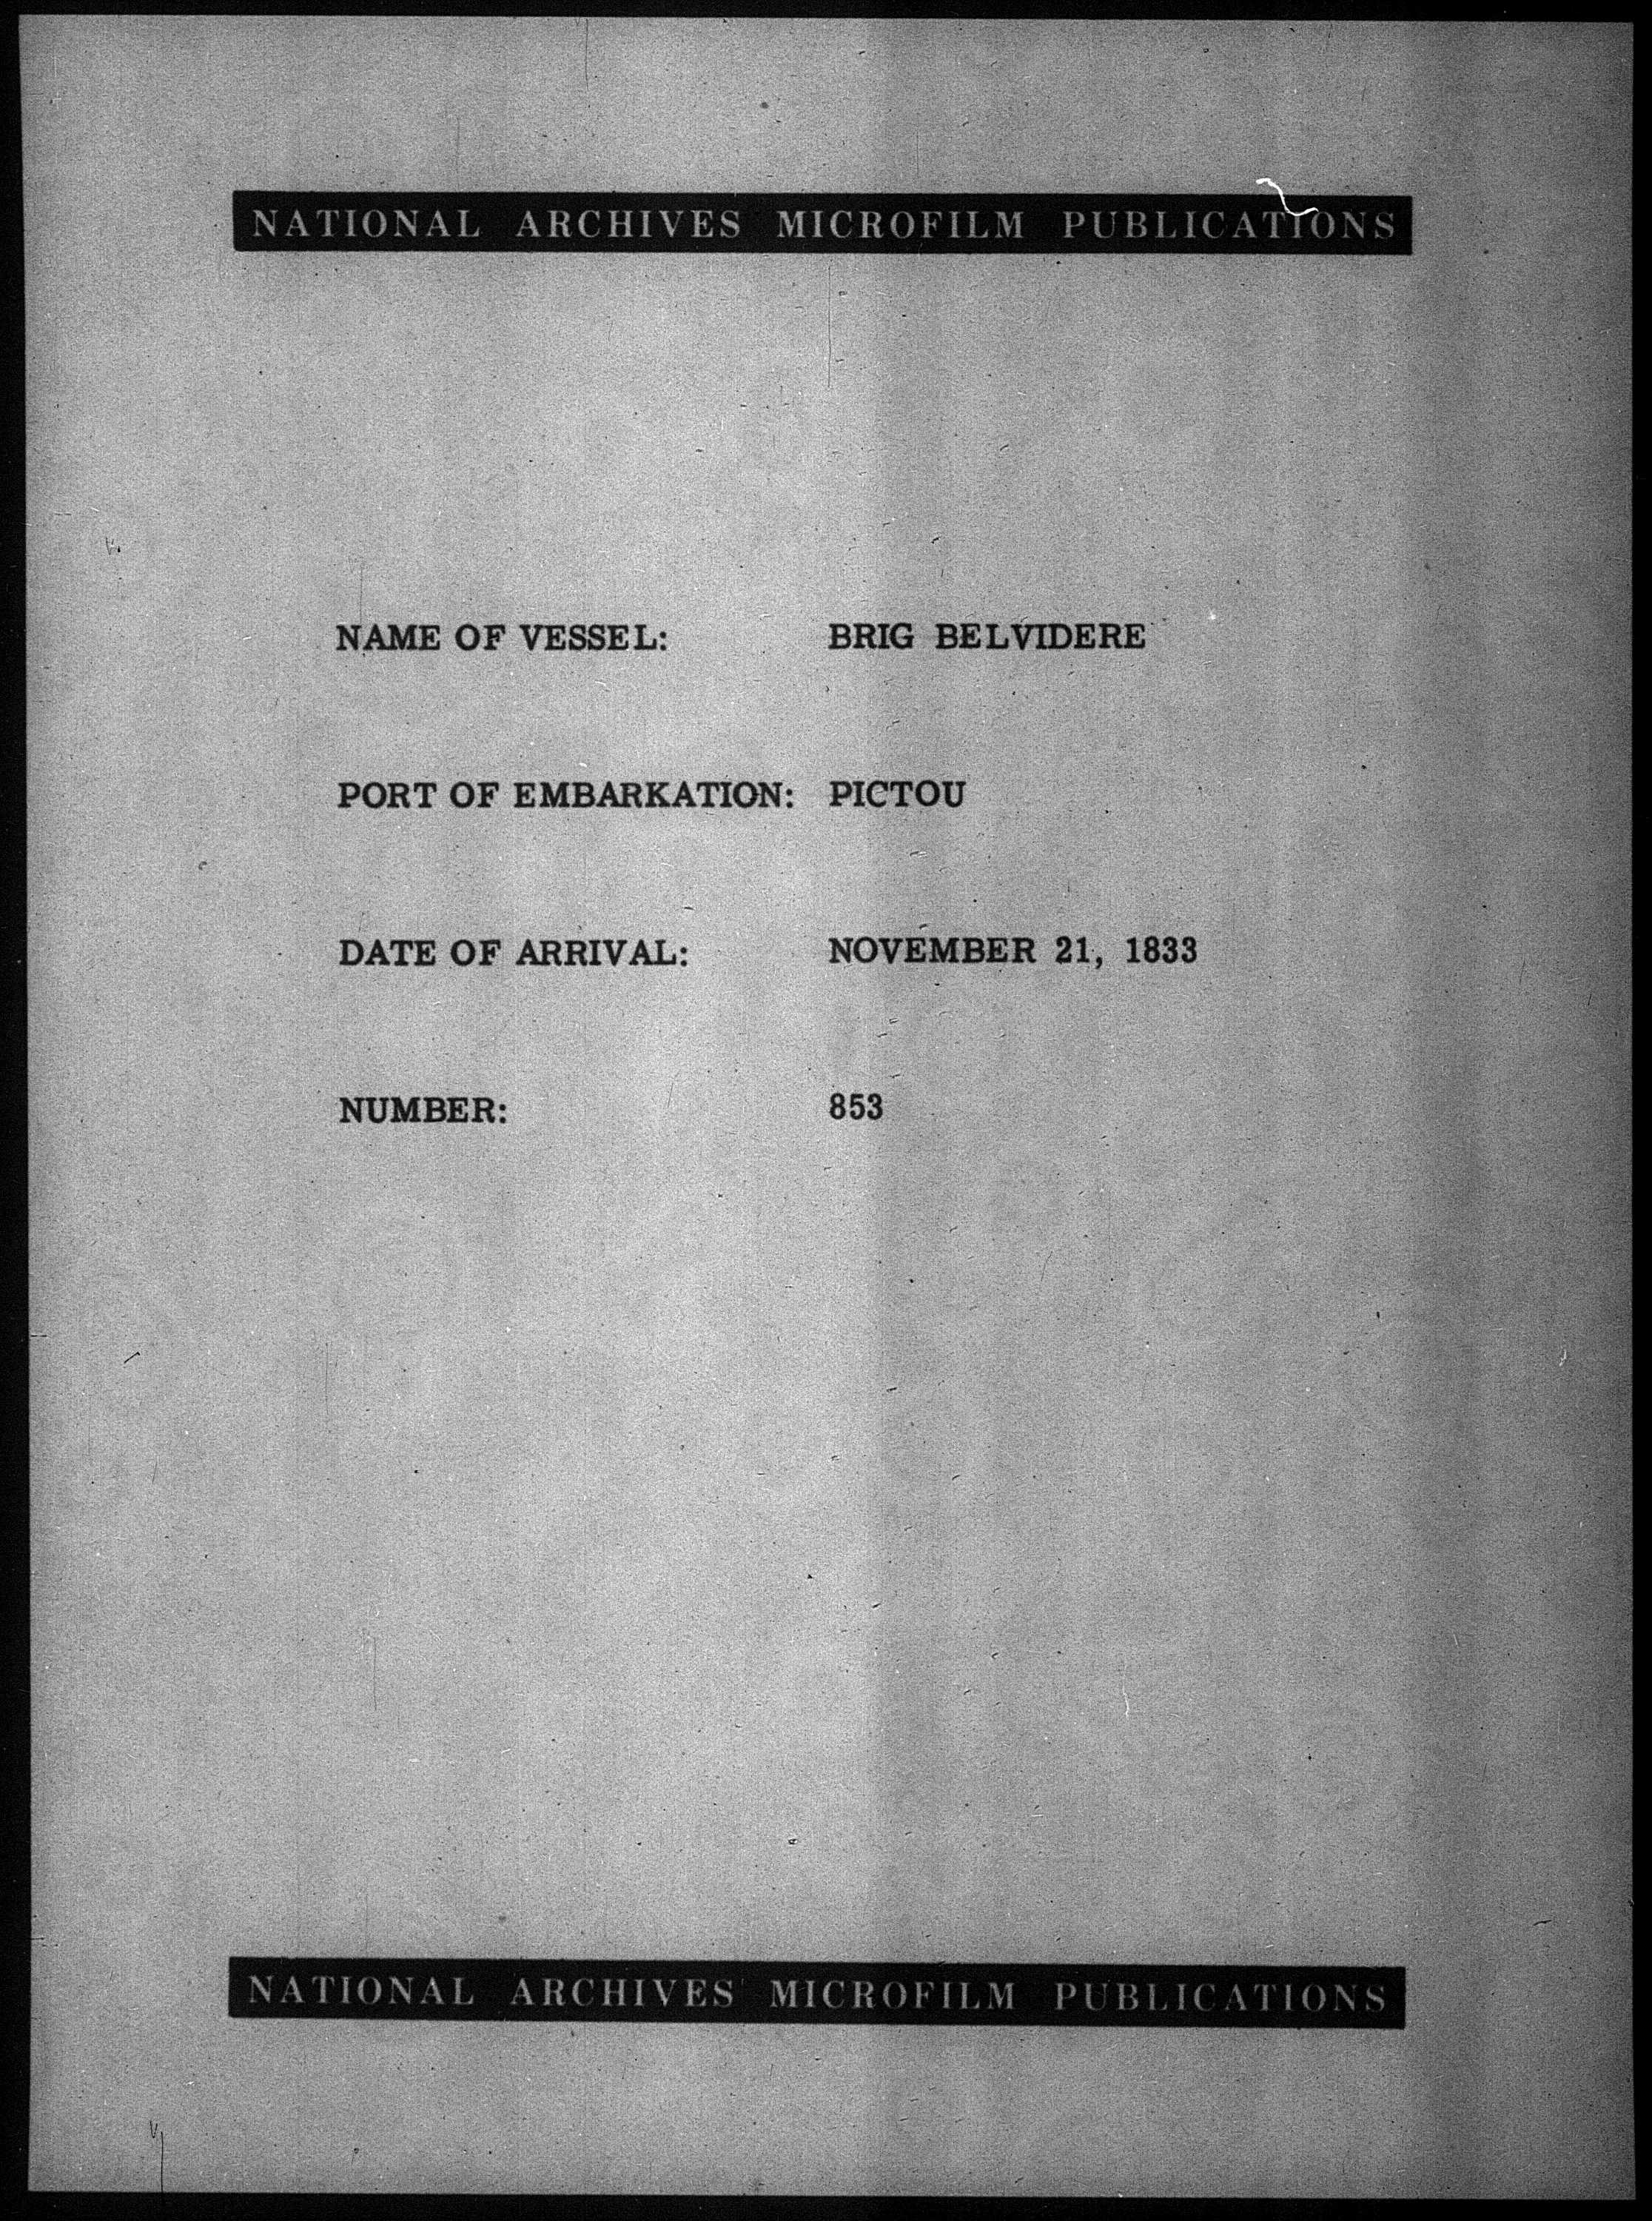 NATIONAL ARCHIVES MICROFILM PUBLICATIONS
NAME OF VESSEL: BRIG BELVIDERE
PORT OF EMBARKATION: PICTOU
DATE OF ARRIVAL: NOVEMBER 21, 1833
NUMBER: 853
NATIONAL ARCHIVES MICROFILM PUBLICATIONS